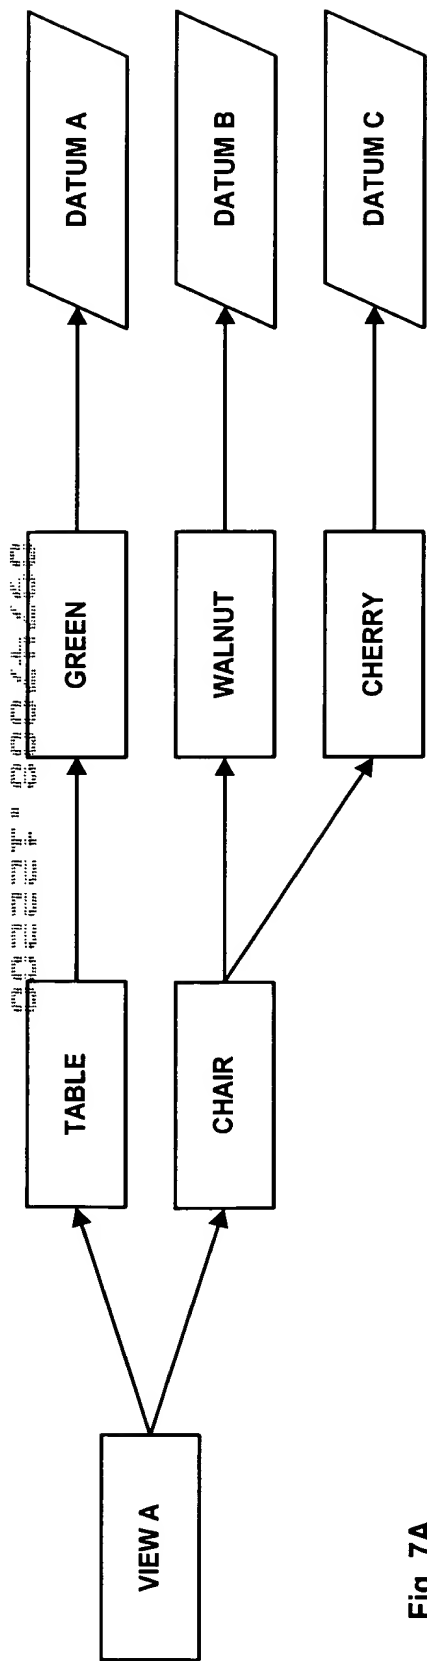 VIEW A
TABLE
CHAIR
GREEN
WALNUT
CHERRY
DATUM A
DATUM B
DATUM C
Fig. 7A